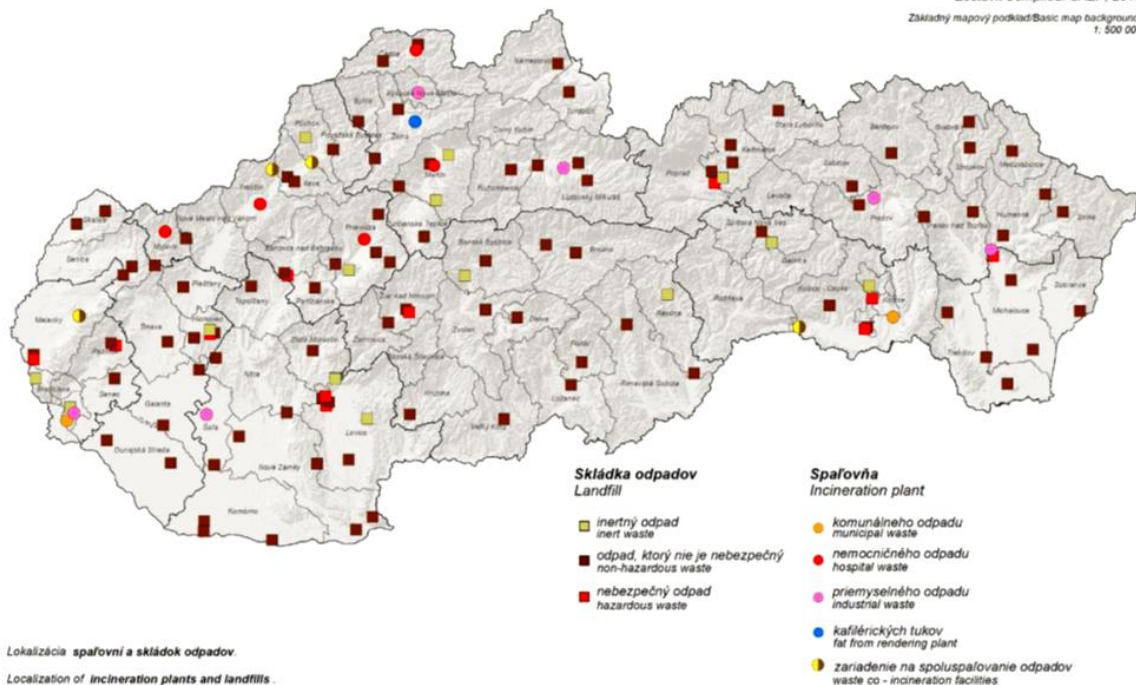 Základný mapový podklad/Basic map background
1: 500 00
Čadca
Námestovo
Kysucké Nové Mesto
Bytča
Púchov
Považská Bystrica
Žilina
Dolný Kubín
Stará Ľubovňa
Bardejov
Svidník
Kežmarok
Stropkov
Medzilaborce
Ilava
Martin
Ružomberok
Liptovský Mikuláš
Poprad
Sabinov
Levoča
Prešov
Trenčín
Skalica
Nové Mesto nad Váhom
Prievidza
Turčianske Teplice
Banská Bystrica
Spišská Nová Ves
Vranov nad Topľou
Humenné
Snina
Senica
Myjava
Bánovce nad Bebravou
Brezno
Gelnica
Piešťany
Topoľčany
Partizánske
Žiar nad Hronom
Rožňava
Košice - okolie
Košice
Michalovce
Sobrance
Malacky
Trnava
Hlohovec
Zvolen
Detva
Revúca
Zlaté Moravce
Žarnovica
Banská Štiavnica
Poltár
Trebišov
Pezinok
Nitra
Rimavská Sobota
Bratislava
Senec
Galanta
Krupina
Lučenec
Šaľa
Levice
Veľký Krtíš
Dunajská Streda
Nové Zámky
Komárno
Skládka odpadov
Landfill
inertný odpad
inert waste
odpad, ktorý nie je nebezpečný
non-hazardous waste
nebezpečný odpad
hazardous waste
Spaľovňa
Incineration plant
komunálneho odpadu
municipal waste
nemocničného odpadu
hospital waste
priemyselného odpadu
industrial waste
kafilérických tukov
fat from rendering plant
zariadenie na spoluspaľovanie odpadov
waste co - incineration facilities
Lokalizácia spaľovní a skládok odpadov.
Localization of incineration plants and landfills .